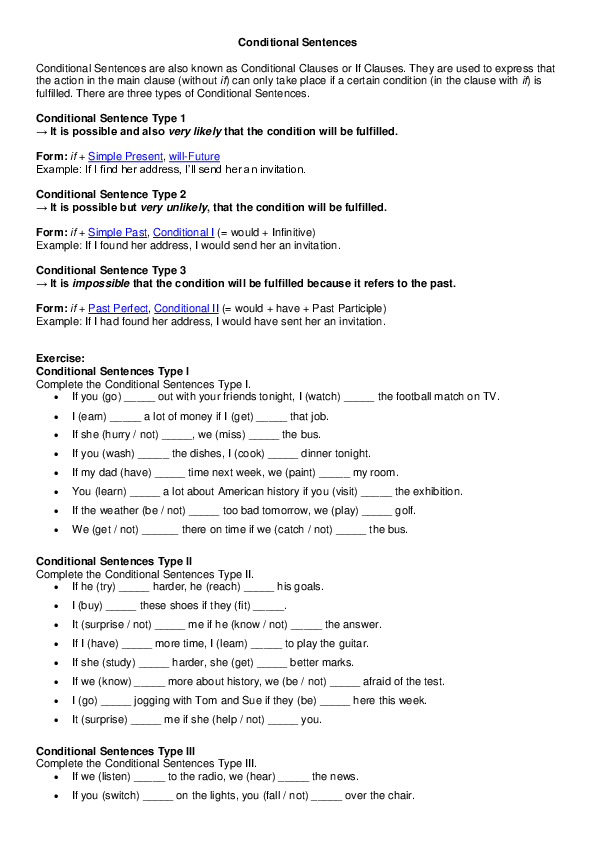 Conditional Sentences
Conditional Sentences are also known as Conditional Clauses or If Clauses. They are used to express that
the action in the main clause (without if) can only take place if a certain condition (in the clause with if) is
fulfilled. There are three types of Conditional Sentences.
Conditional Sentence Type 1
→ It is possible and also very likely that the condition will be fulfilled.
Form: if + Simple Present, will-Future
Example: If I find her address, I'll send her an invitation.
Conditional Sentence Type 2
→ It is possible but very unlikely, that the condition will be fulfilled.
Form: if + Simple Past, Conditional I (= would + Infinitive)
Example: If I found her address, I would send her an invitation.
Conditional Sentence Type 3
→ It is impossible that the condition will be fulfilled because it refers to the past.
Form: if + Past Perfect, Conditional II (= would + have + Past Participle)
Example: If I had found her address, I would have sent her an invitation.
Exercise:
Conditional Sentences Type I
Complete the Conditional Sentences Type I.
• If you (go) _____ out with your friends tonight, I (watch) _____ the football match on TV.
• I (earn) _____ a lot of money if I (get) _____ that job.
• If she (hurry / not) _____, we (miss) _____ the bus.
• If you (wash) _____ the dishes, I (cook) _____ dinner tonight.
• If my dad (have) _____ time next week, we (paint) _____ my room.
• You (learn) _____ a lot about American history if you (visit) _____ the exhibition.
• If the weather (be / not) _____ too bad tomorrow, we (play) _____ golf.
• We (get / not) ______ there on time if we (catch / not) _____ the bus.
Conditional Sentences Type II
Complete the Conditional Sentences Type II.
• If he (try) _____ harder, he (reach) _____ his goals.
• I (buy) _____ these shoes if they (fit) _____.
• It (surprise / not) _____ me if he (know / not) _____ the answer.
• If I (have) _____ more time, I (learn) _____ to play the guitar.
• If she (study) _____ harder, she (get) _____ better marks.
• If we (know) _____ more about history, we (be / not) _____ afraid of the test.
• I (go) _____ jogging with Tom and Sue if they (be) _____ here this week.
• It (surprise) _____ me if she (help / not) _____ you.
Conditional Sentences Type III
Complete the Conditional Sentences Type III.
• If we (listen) _____ to the radio, we (hear) _____ the news.
• If you (switch) _____ on the lights, you (fall / not) _____ over the chair.